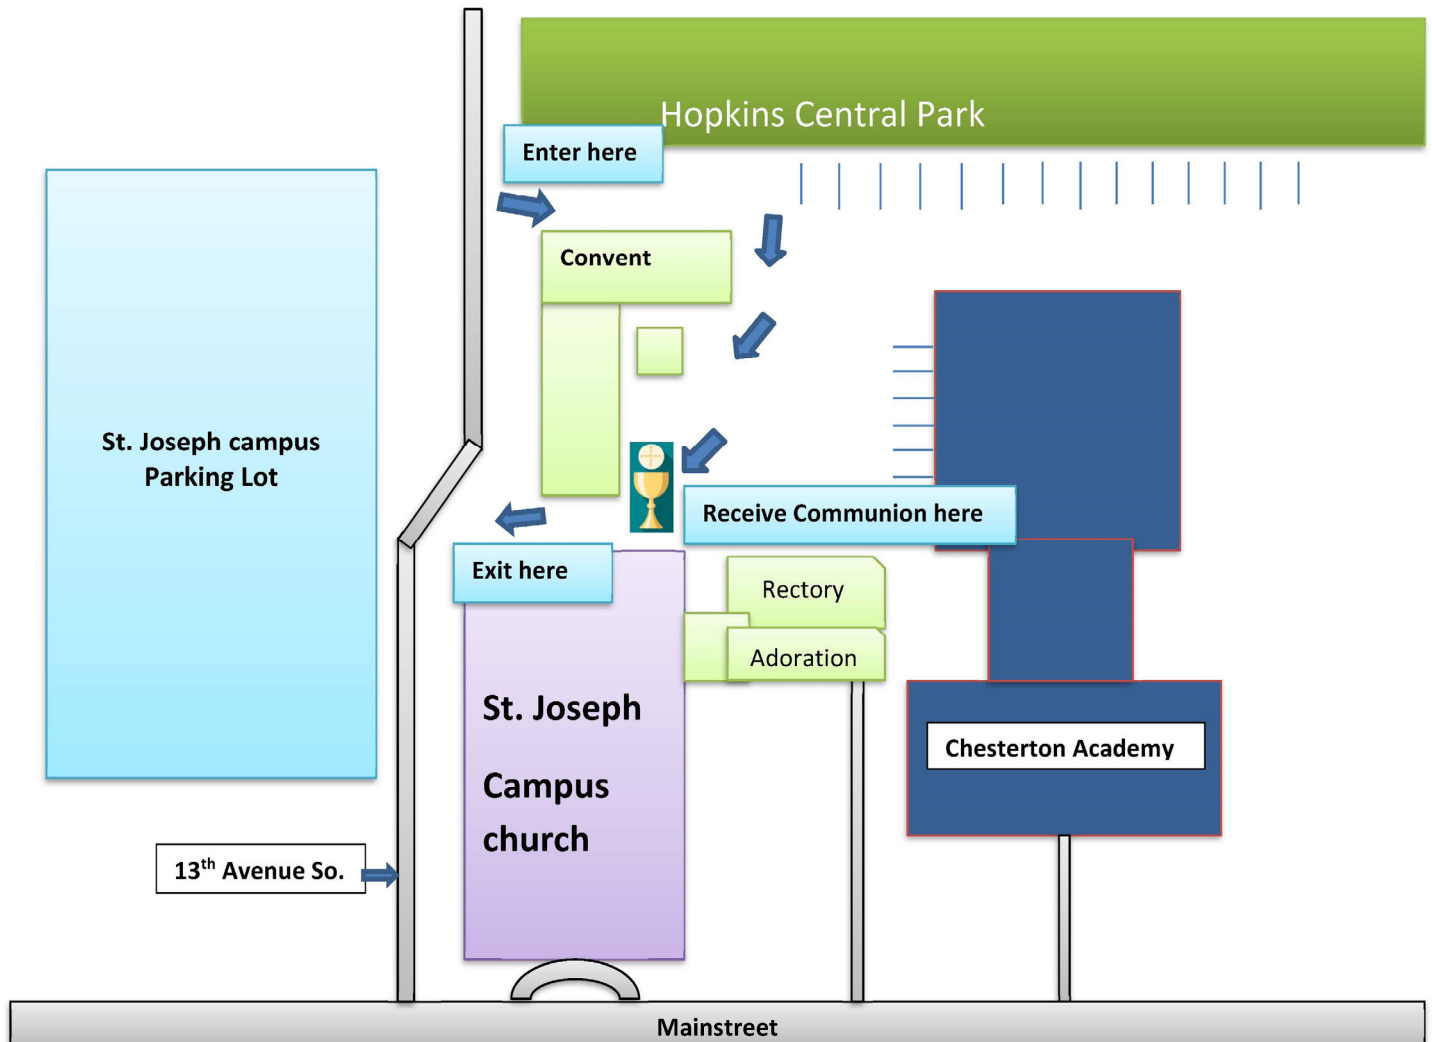 Hopkins Central Park
Enter here
Convent
St. Joseph campus
Parking Lot
Receive Communion here
Exit here
Rectory
Adoration
St. Joseph
Campus
church
Chesterton Academy
13th Avenue So.
Mainstreet